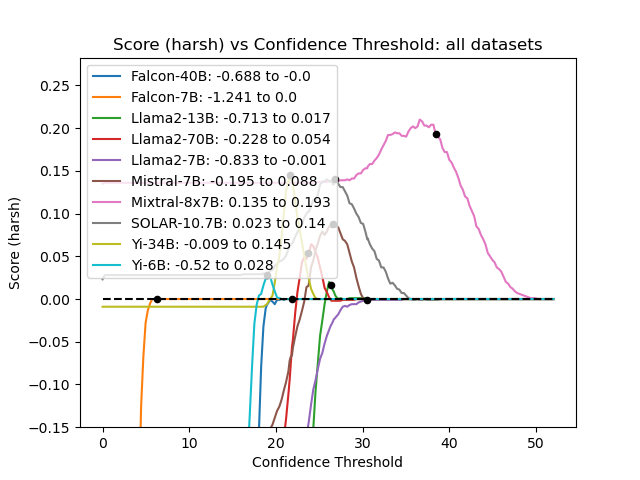 Score (harsh) vs Confidence Threshold: all datasets
Falcon-40B: -0.688 to -0.0
Falcon-7B: -1.241 to 0.0
Llama2-13B: -0.713 to 0.017
Llama2-70B: -0.228 to 0.054
Llama2-7B: -0.833 to -0.001
Mistral-7B: -0.195 to 0.088
Mixtral-8x7B: 0.135 to 0.193
SOLAR-10.7B: 0.023 to 0.14
Yi-34B: -0.009 to 0.145
Yi-6B: -0.52 to 0.028
Score (harsh)
0.25
0.20
0.15
0.10
0.05
0.00
−0.05
−0.10
−0.15
0 10 20 30 40 50
Confidence Threshold